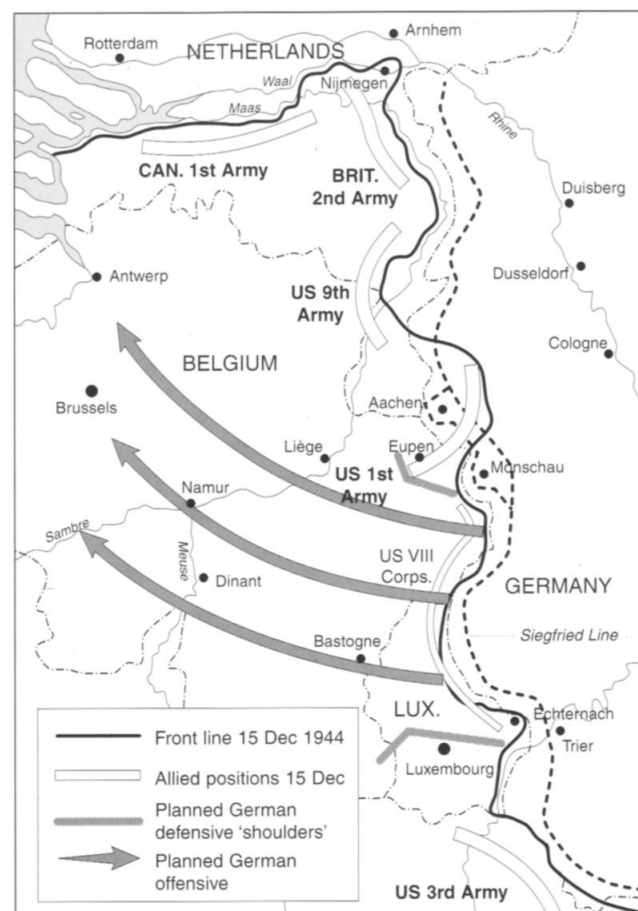 Arnhem
Rotterdam
NETHERLANDS
Waal
Nijmegen
Maas
Rhine
CAN. 1st Army
BRIT.
2nd Army
Duisberg
Antwerp
Dusseldorf
US 9th
Army
Cologne
BELGIUM
Aachen
Brussels
Liège
Eupen
US 1st
Army
Monschau
Namur
Sambre
Meuse
US VIII
Corps.
Dinant
GERMANY
Siegfried Line
Bastogne
LUX.
Echternach
Trier
Luxembourg
Front line 15 Dec 1944
Allied positions 15 Dec
Planned German
defensive ‘shoulders’
Planned German
offensive
US 3rd Army